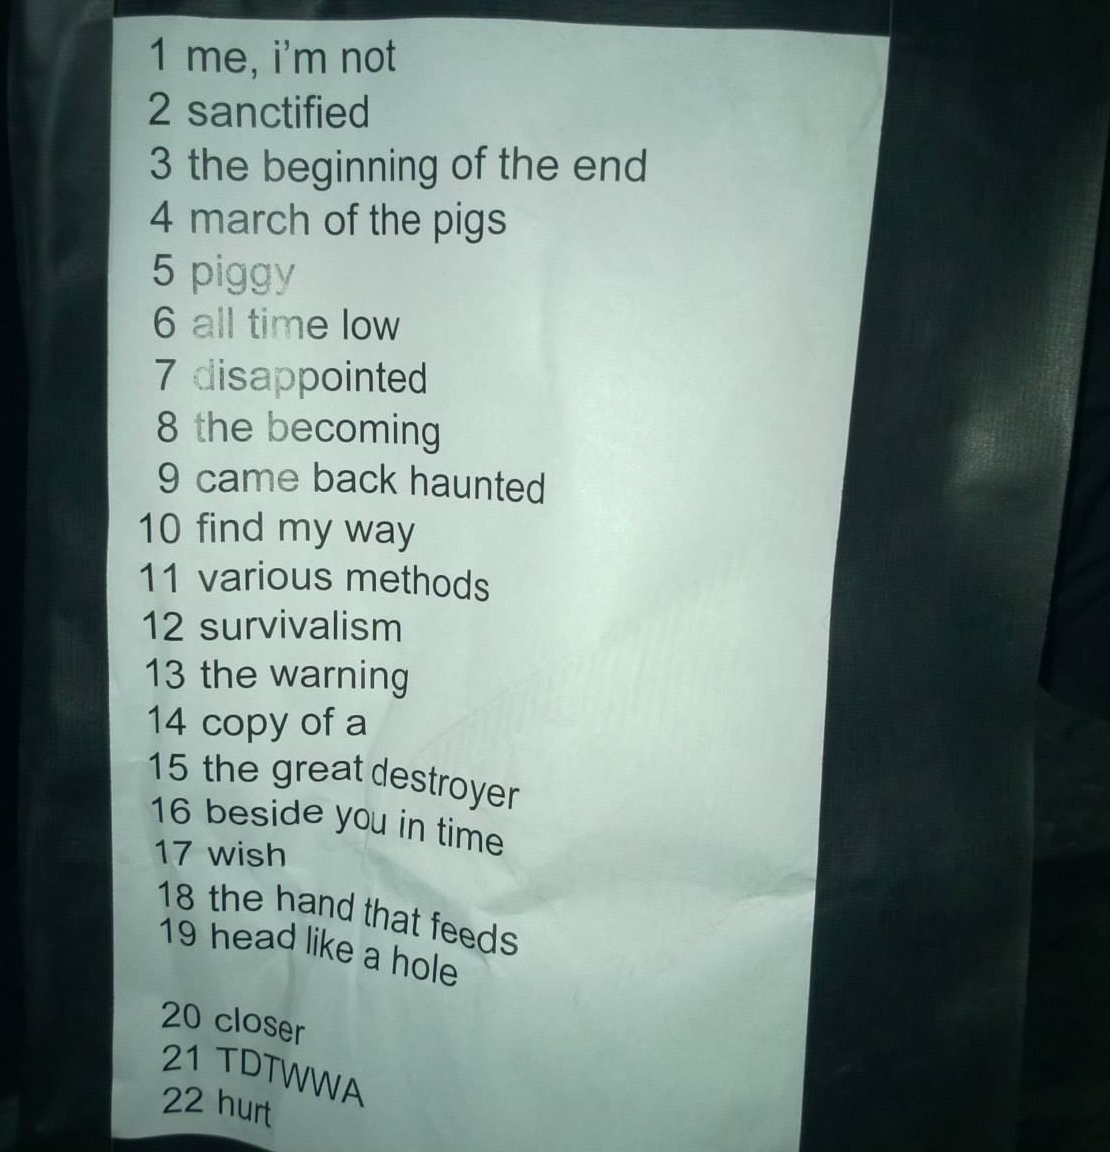 1 me, i'm not
2 sanctified
3 the beginning of the end
4 march of the pigs
5 piggy
6 all time low
7 disappointed
8 the becoming
9 came back haunted
10 find my way
11 various methods
12 survivalism
13 the warning
14 copy of a
15 the great destroyer
16 beside you in time
17 wish
18 the hand that feeds
19 head like a hole
20 closer
21 TDTWWA
22 hurt